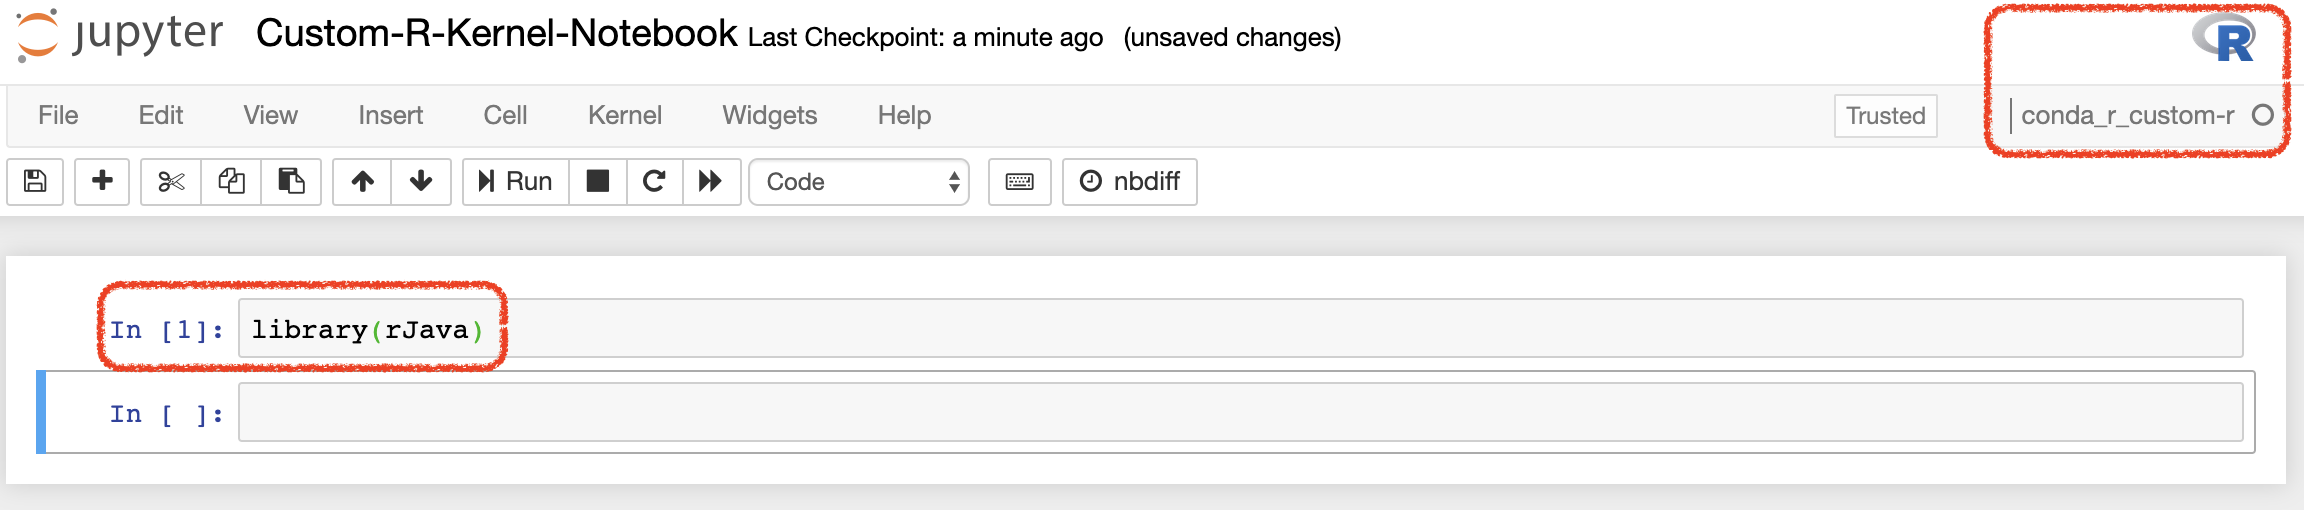 jupyter Custom-R-Kernel-Notebook Last Checkpoint: a minute ago (unsaved changes) R
File Edit View Insert Cell Kernel Widgets Help Trusted conda_r_custom-r
Run Code nbdiff
In [1]: library(rJava)
In [ ]: